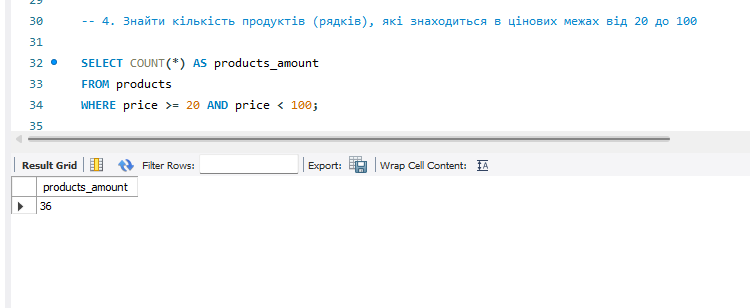 30 -- 4. Знайти кількість продуктів (рядків), які знаходиться в цінових межах від 20 до 100
31
32 SELECT COUNT(*) AS products_amount
33 FROM products
34 WHERE price >= 20 AND price < 100;
35
Result Grid Filter Rows: Export: Wrap Cell Content:
products_amount
36